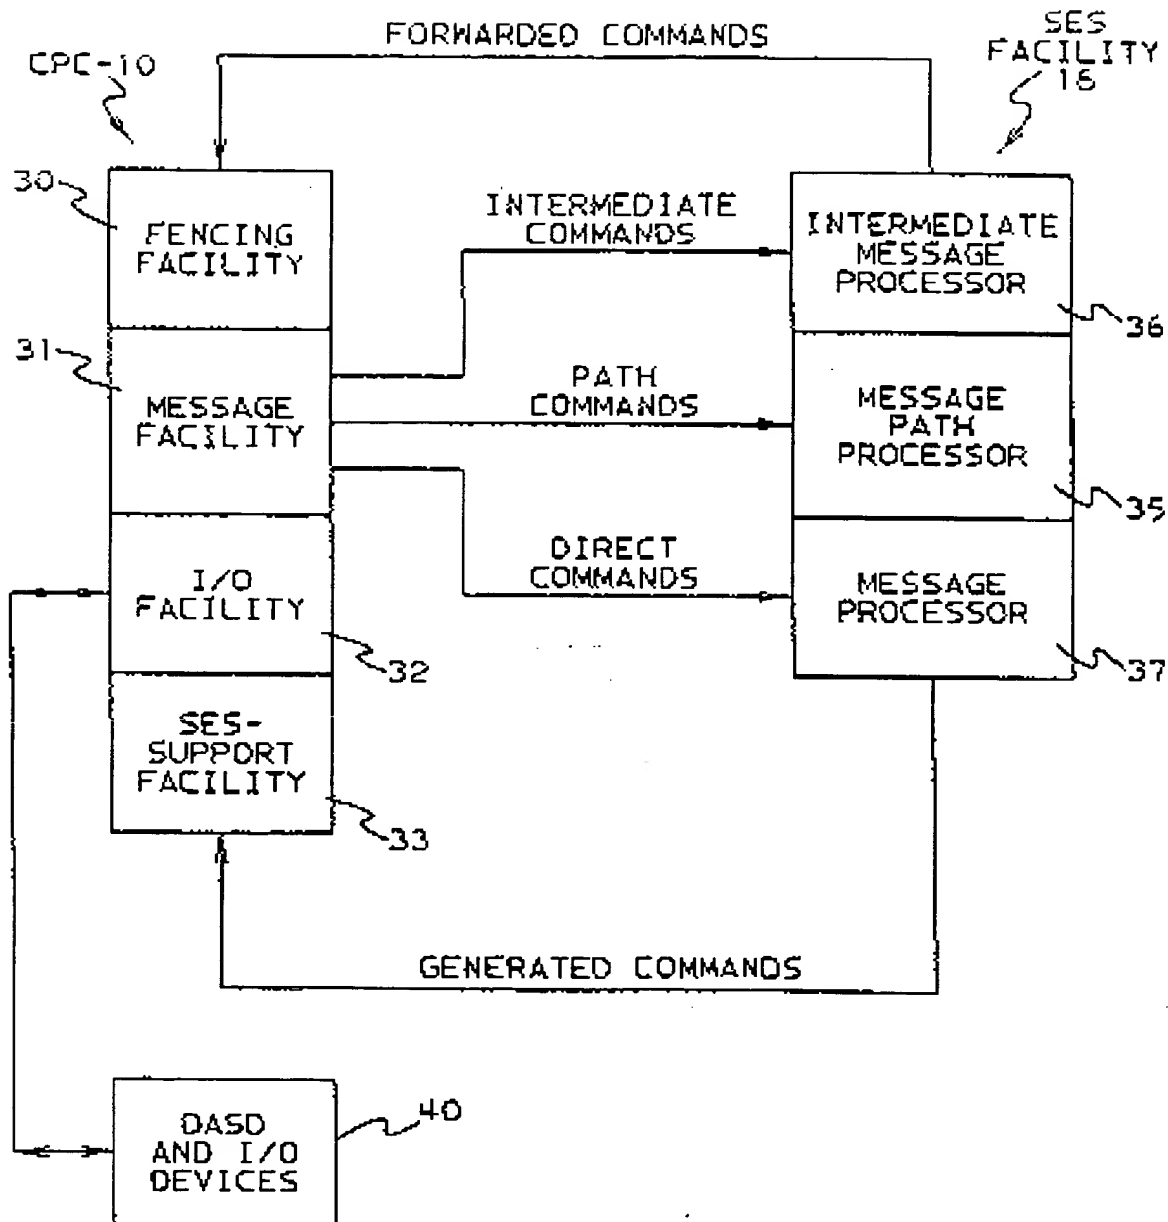 FORWARDED COMMANDS
SES
FACILITY
16
CPC-10
30
FENCING
FACILITY
INTERMEDIATE
COMMANDS
INTERMEDIATE
MESSAGE
PROCESSOR
36
31
MESSAGE
FACILITY
PATH
COMMANDS
MESSAGE
PATH
PROCESSOR
35
I/O
FACILITY
32
DIRECT
COMMANDS
MESSAGE
PROCESSOR
37
SES-
SUPPORT
FACILITY
33
GENERATED COMMANDS
DASD
AND I/O
DEVICES
40